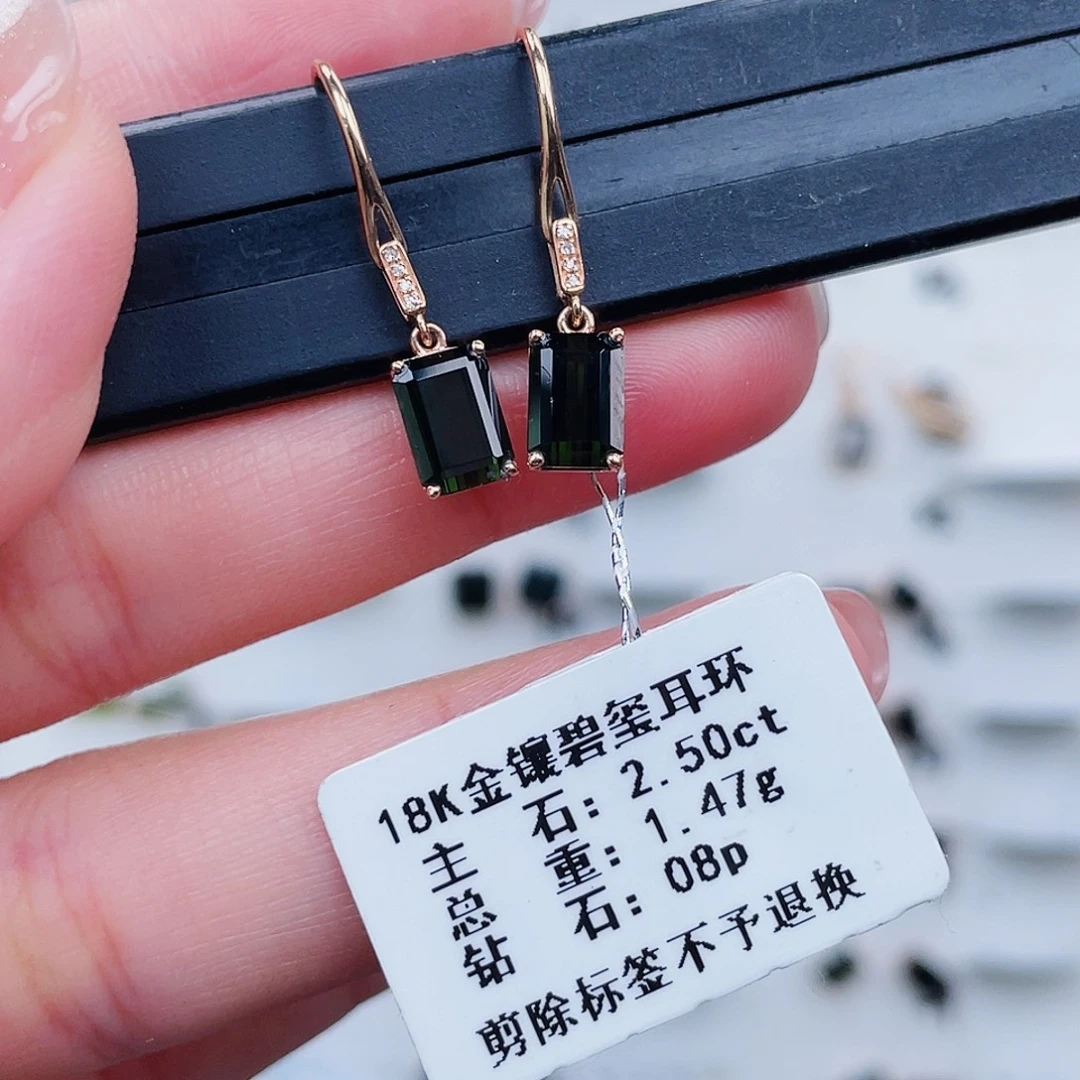 18K金镶碧玺耳环
主 石: 2.50ct
总 重: 1.47g
钻 石: 08p
剪除标签不予退换